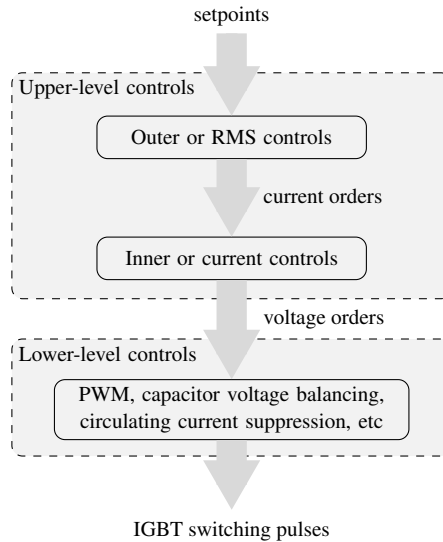 setpoints
Upper-level controls
Outer or RMS controls
current orders
Inner or current controls
voltage orders
Lower-level controls
PWM, capacitor voltage balancing,
circulating current suppression, etc
IGBT switching pulses